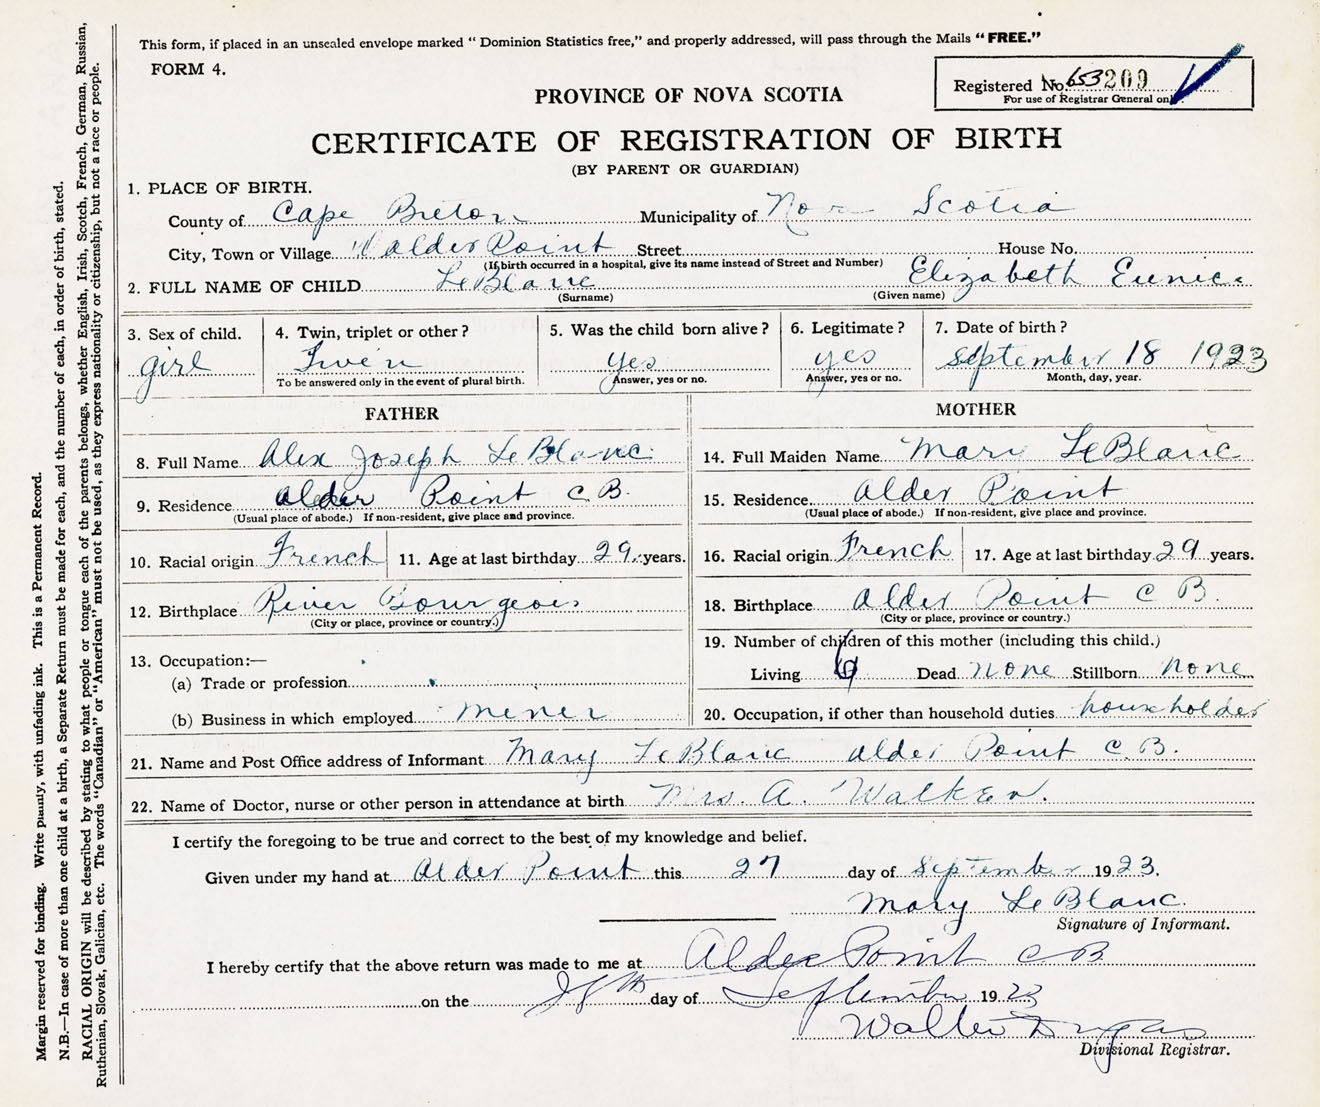 This form, if placed in an unsealed envelope marked " Dominion Statistics free," and properly addressed, will pass through the Mails "FREE."
FORM 4.
Registered No. 653 209
For use of Registrar General only.
PROVINCE OF NOVA SCOTIA
CERTIFICATE OF REGISTRATION OF BIRTH
(BY PARENT OR GUARDIAN)
1. PLACE OF BIRTH.
County of Cape Breton Municipality of Nova Scotia
City, Town or Village Alder Point Street House No.
(If birth occurred in a hospital, give its name instead of Street and Number)
2. FULL NAME OF CHILD LeBlanc Elizabeth Eunice
(Surname) (Given name)
3. Sex of child. 4. Twin, triplet or other ? 5. Was the child born alive ? 6. Legitimate ? 7. Date of birth ?
girl Twen yes yes September 18 1923
To be answered only in the event of plural birth. Answer, yes or no. Answer, yes or no. Month, day, year.
FATHER
8. Full Name Alex Joseph LeBlanc
9. Residence alder Point C.B.
(Usual place of abode.) If non-resident, give place and province.
10. Racial origin French 11. Age at last birthday 29 years.
12. Birthplace River Bourgeois
(City or place, province or country.)
13. Occupation:—
(a) Trade or profession
(b) Business in which employed mener
MOTHER
14. Full Maiden Name Mary LeBlanc
15. Residence alder Point
(Usual place of abode.) If non-resident, give place and province.
16. Racial origin French 17. Age at last birthday 29 years.
18. Birthplace alder Point C B.
(City or place, province or country.)
19. Number of children of this mother (including this child.)
Living 6 Dead none Stillborn none
20. Occupation, if other than household duties householder
21. Name and Post Office address of Informant Mary LeBlanc alder Point C.B.
22. Name of Doctor, nurse or other person in attendance at birth Mrs. A. Walker.
I certify the foregoing to be true and correct to the best of my knowledge and belief.
Given under my hand at Alder Point this 27 day of September 1923.
Mary LeBlanc.
Signature of Informant.
I hereby certify that the above return was made to me at Alder Point C B
on the 28th day of September 1923
Walter Dugas
Divisional Registrar.
Margin reserved for binding. Write plainly, with unfading ink. This is a Permanent Record.
N.B.—In case of more than one child at a birth, a Separate Return must be made for each, and the number of each, in order of birth, stated.
RACIAL ORIGIN will be described by stating to what people or tongue each of the parents belongs, whether English, Irish, Scotch, French, German, Russian,
Ruthenian, Slovak, Galician, etc. The words "Canadian" or "American" must not be used, as they express nationality or citizenship, but not a race or people.